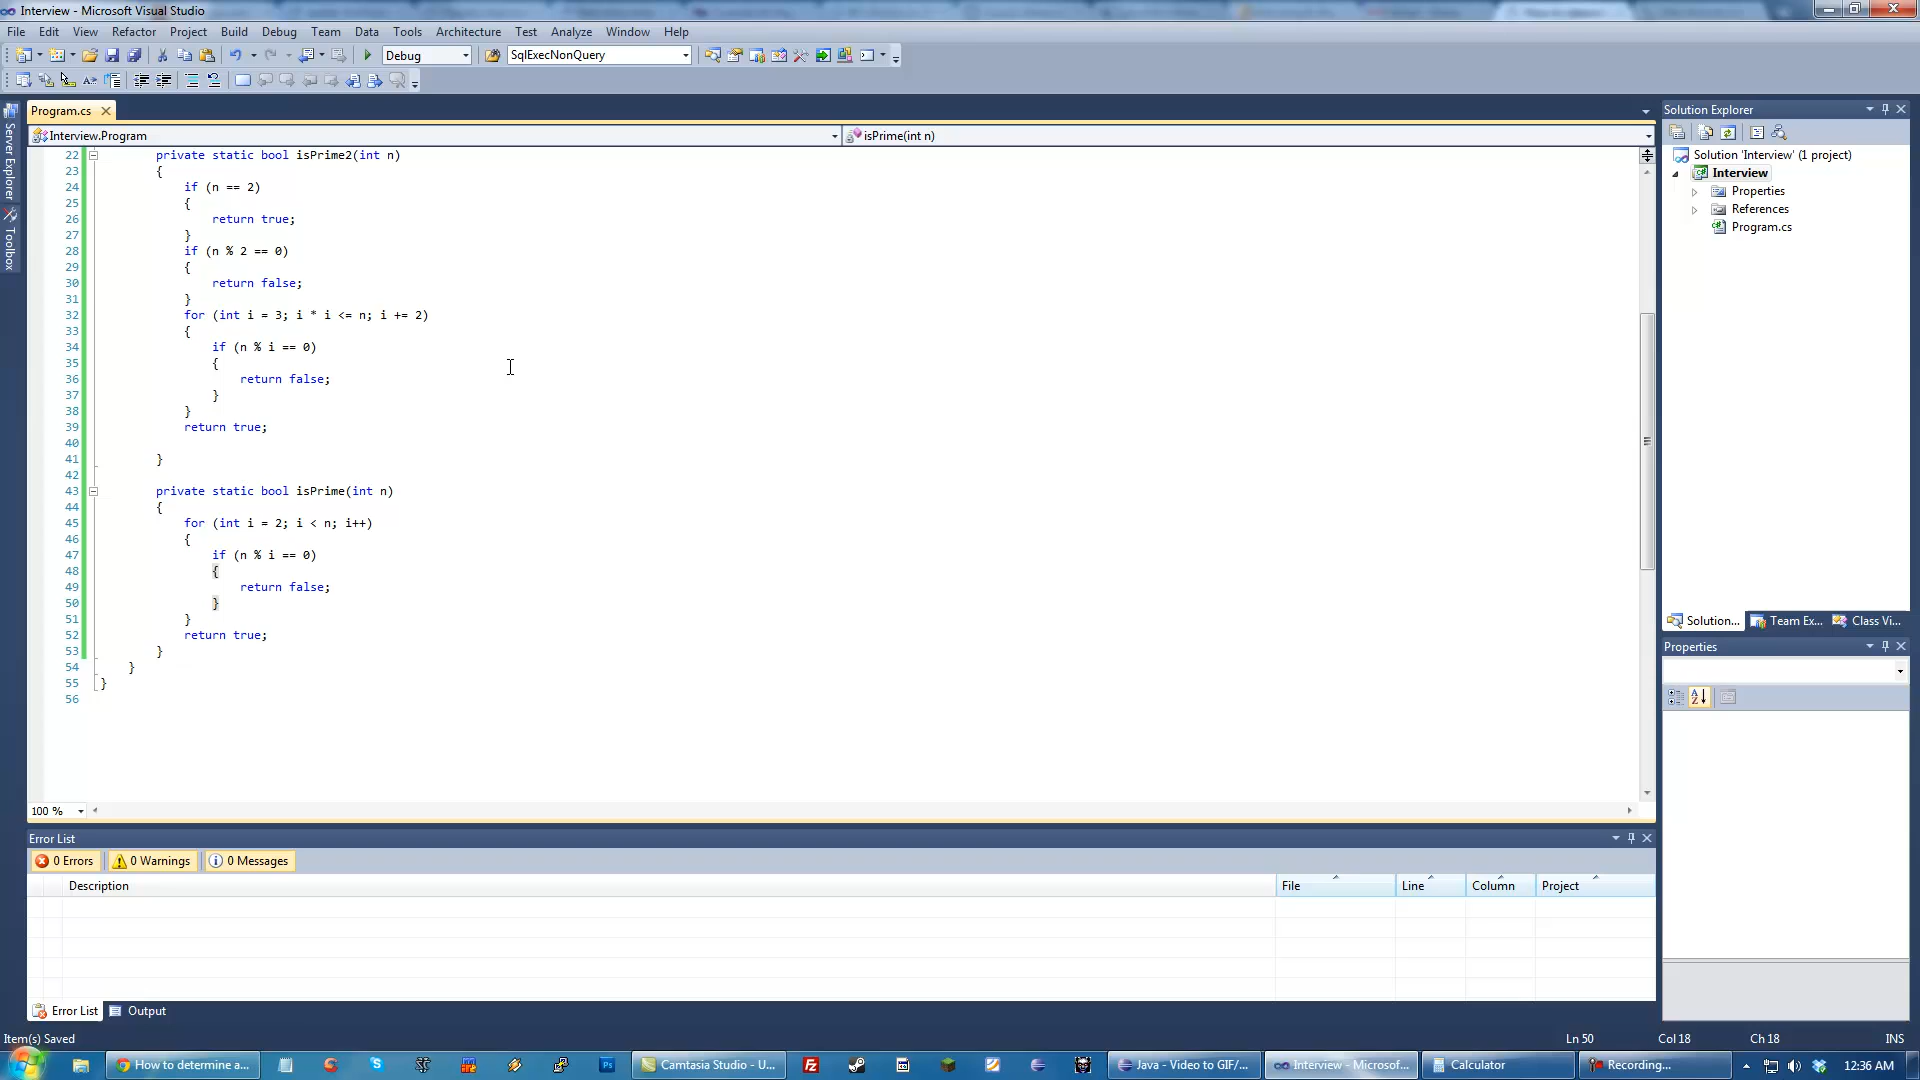 Interview - Microsoft Visual Studio
File Edit View Refactor Project Build Debug Team Data Tools Architecture Test Analyze Window Help
Debug SqlExecNonQuery
Program.cs
Interview.Program isPrime(int n)
Server Explorer
Toolbox
22 private static bool isPrime2(int n)
23 {
24 if (n == 2)
25 {
26 return true;
27 }
28 if (n % 2 == 0)
29 {
30 return false;
31 }
32 for (int i = 3; i * i <= n; i += 2)
33 {
34 if (n % i == 0)
35 {
36 return false;
37 }
38 }
39 return true;
40
41 }
42
43 private static bool isPrime(int n)
44 {
45 for (int i = 2; i < n; i++)
46 {
47 if (n % i == 0)
48 {
49 return false;
50 }
51 }
52 return true;
53 }
54 }
55 }
56
100 %
Solution Explorer
Solution 'Interview' (1 project)
Interview
Properties
References
Program.cs
Solution... Team Ex... Class Vi...
Properties
Error List
0 Errors 0 Warnings 0 Messages
Description File Line Column Project
Error List Output
Item(s) Saved Ln 50 Col 18 Ch 18 INS
How to determine a... Camtasia Studio - U... Java - Video to GIF/... Interview - Microsof... Calculator Recording... 12:36 AM